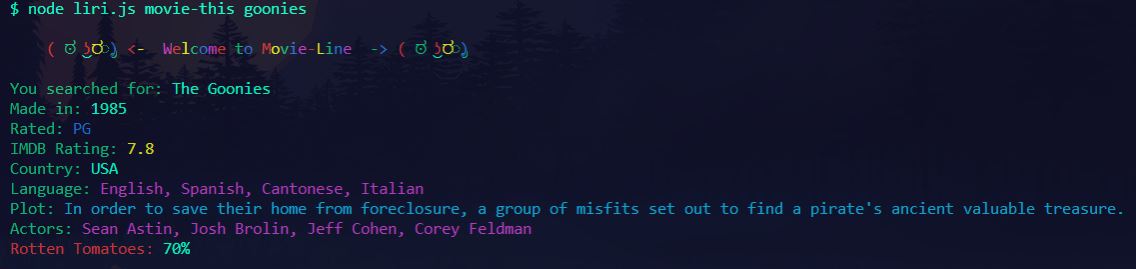 $ node liri.js movie-this goonies
( ಠ ͜ʖರೃ) <-  Welcome to Movie-Line  -> ( ಠ ͜ʖರೃ)
You searched for: The Goonies
Made in: 1985
Rated: PG
IMDB Rating: 7.8
Country: USA
Language: English, Spanish, Cantonese, Italian
Plot: In order to save their home from foreclosure, a group of misfits set out to find a pirate's ancient valuable treasure.
Actors: Sean Astin, Josh Brolin, Jeff Cohen, Corey Feldman
Rotten Tomatoes: 70%